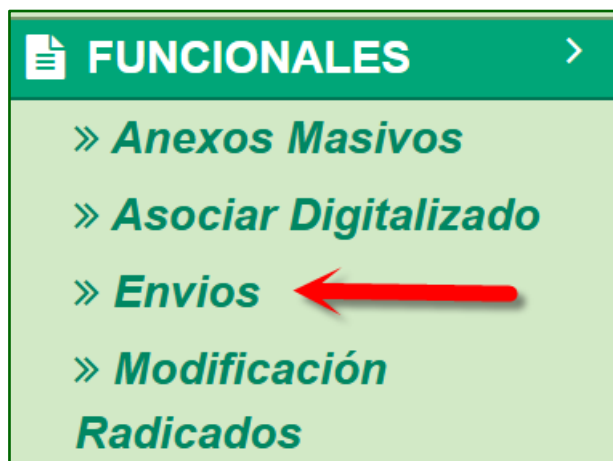 FUNCIONALES
» Anexos Masivos
» Asociar Digitalizado
» Envios
» Modificación
Radicados